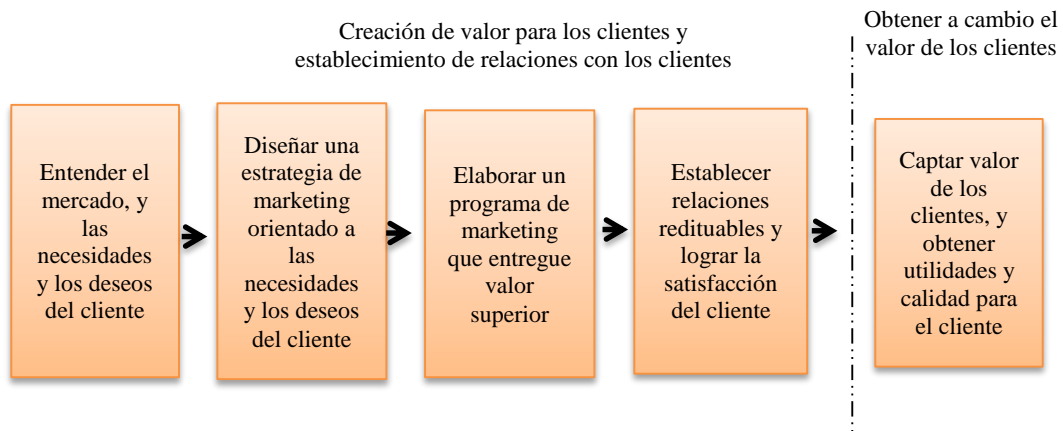 Creación de valor para los clientes y
establecimiento de relaciones con los clientes
Obtener a cambio el
valor de los clientes
Entender el
mercado, y
las
necesidades
y los deseos
del cliente
Diseñar una
estrategia de
marketing
orientado a
las
necesidades
y los deseos
del cliente
Elaborar un
programa de
marketing
que entregue
valor
superior
Establecer
relaciones
redituables y
lograr la
satisfacción
del cliente
Captar valor
de los
clientes, y
obtener
utilidades y
calidad para
el cliente